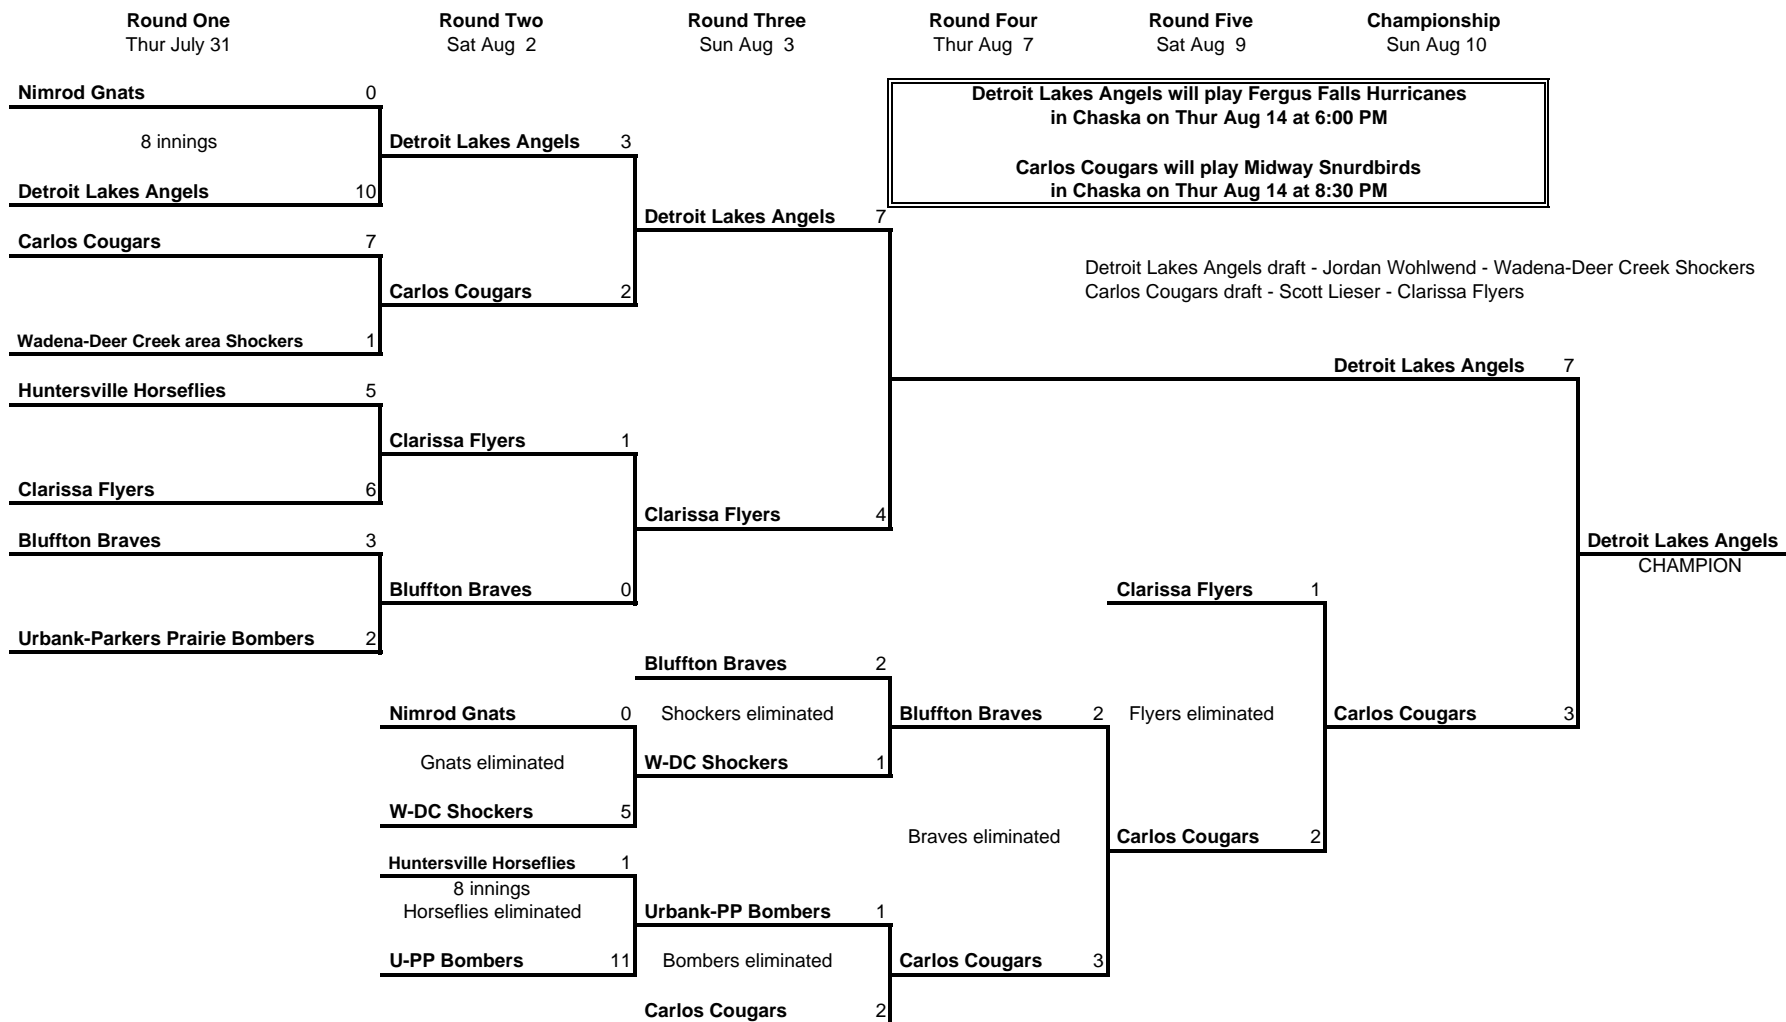 Round One
Thur July 31
Round Two
Sat Aug 2
Round Three
Sun Aug 3
Round Four
Thur Aug 7
Round Five
Sat Aug 9
Championship
Sun Aug 10
Nimrod Gnats 0
8 innings
Detroit Lakes Angels 10
Carlos Cougars 7
Wadena-Deer Creek area Shockers 1
Huntersville Horseflies 5
Clarissa Flyers 6
Bluffton Braves 3
Urbank-Parkers Prairie Bombers 2
Detroit Lakes Angels 3
Carlos Cougars 2
Clarissa Flyers 1
Bluffton Braves 0
Nimrod Gnats 0
Gnats eliminated
W-DC Shockers 5
Huntersville Horseflies 1
8 innings
Horseflies eliminated
U-PP Bombers 11
Detroit Lakes Angels 7
Clarissa Flyers 4
Bluffton Braves 2
Shockers eliminated
W-DC Shockers 1
Urbank-PP Bombers 1
Bombers eliminated
Carlos Cougars 2
Detroit Lakes Angels will play Fergus Falls Hurricanes
in Chaska on Thur Aug 14 at 6:00 PM
Carlos Cougars will play Midway Snurdbirds
in Chaska on Thur Aug 14 at 8:30 PM
Detroit Lakes Angels draft - Jordan Wohlwend - Wadena-Deer Creek Shockers
Carlos Cougars draft - Scott Lieser - Clarissa Flyers
Bluffton Braves 2
Braves eliminated
Carlos Cougars 3
Clarissa Flyers 1
Flyers eliminated
Carlos Cougars 2
Detroit Lakes Angels 7
Carlos Cougars 3
Detroit Lakes Angels
CHAMPION